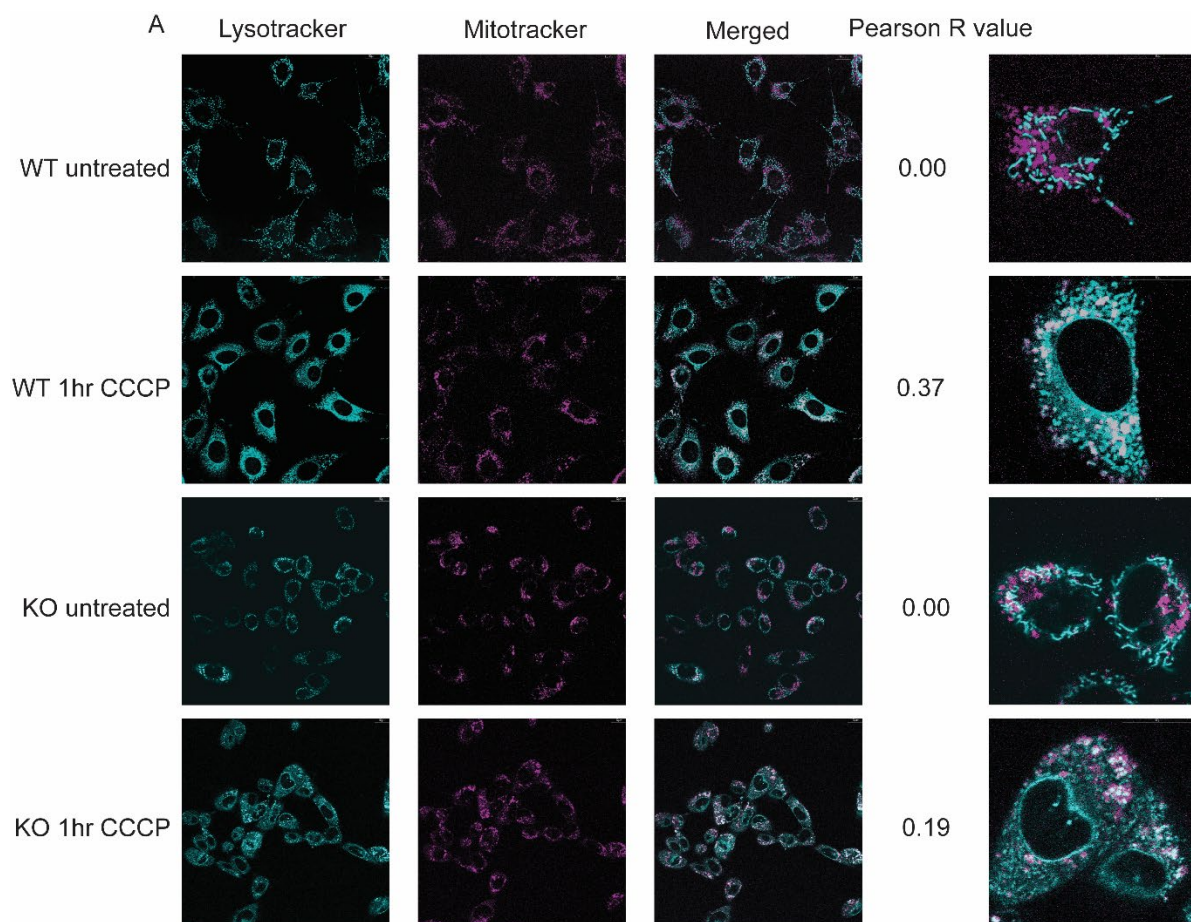 A
Lysotracker Mitotracker Merged Pearson R value
WT untreated 0.00
WT 1hr CCCP 0.37
KO untreated 0.00
KO 1hr CCCP 0.19